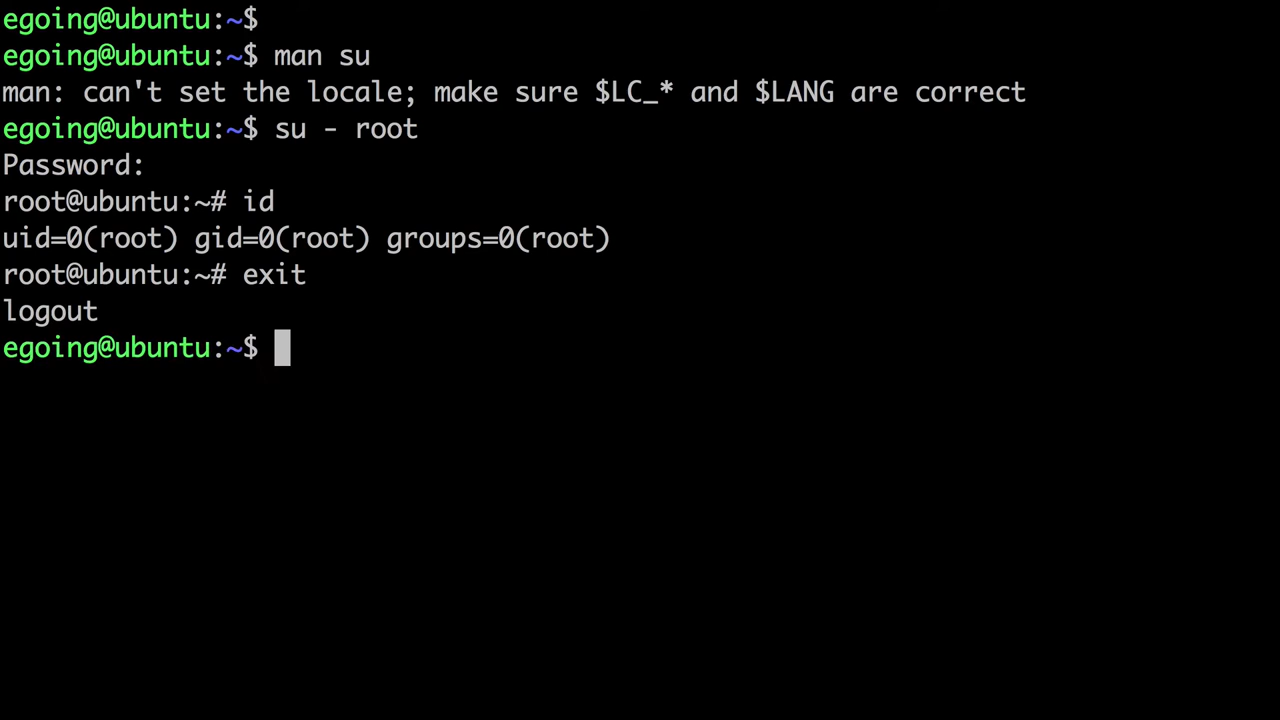 egoing@ubuntu:~$
egoing@ubuntu:~$ man su
man: can't set the locale; make sure $LC_* and $LANG are correct
egoing@ubuntu:~$ su - root
Password:
root@ubuntu:~# id
uid=0(root) gid=0(root) groups=0(root)
root@ubuntu:~# exit
logout
egoing@ubuntu:~$